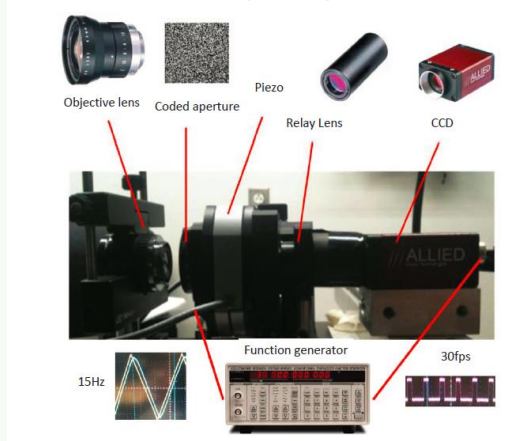 Objective lens
Coded aperture
Piezo
Relay Lens
CCD
ALLIED
///ALLIED
Function generator
15Hz
30fps